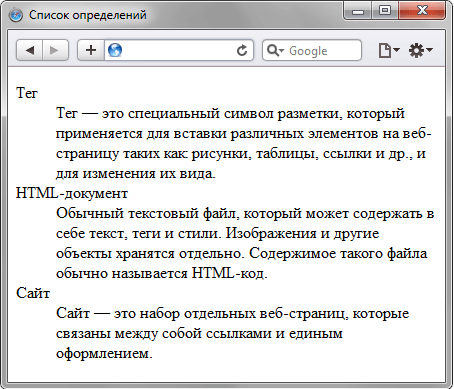 Список определений
Google
Тег
Тег — это специальный символ разметки, который
применяется для вставки различных элементов на веб-
страницу таких как: рисунки, таблицы, ссылки и др., и
для изменения их вида.
HTML-документ
Обычный текстовый файл, который может содержать в
себе текст, теги и стили. Изображения и другие
объекты хранятся отдельно. Содержимое такого файла
обычно называется HTML-код.
Сайт
Сайт — это набор отдельных веб-страниц, которые
связаны между собой ссылками и единым
оформлением.